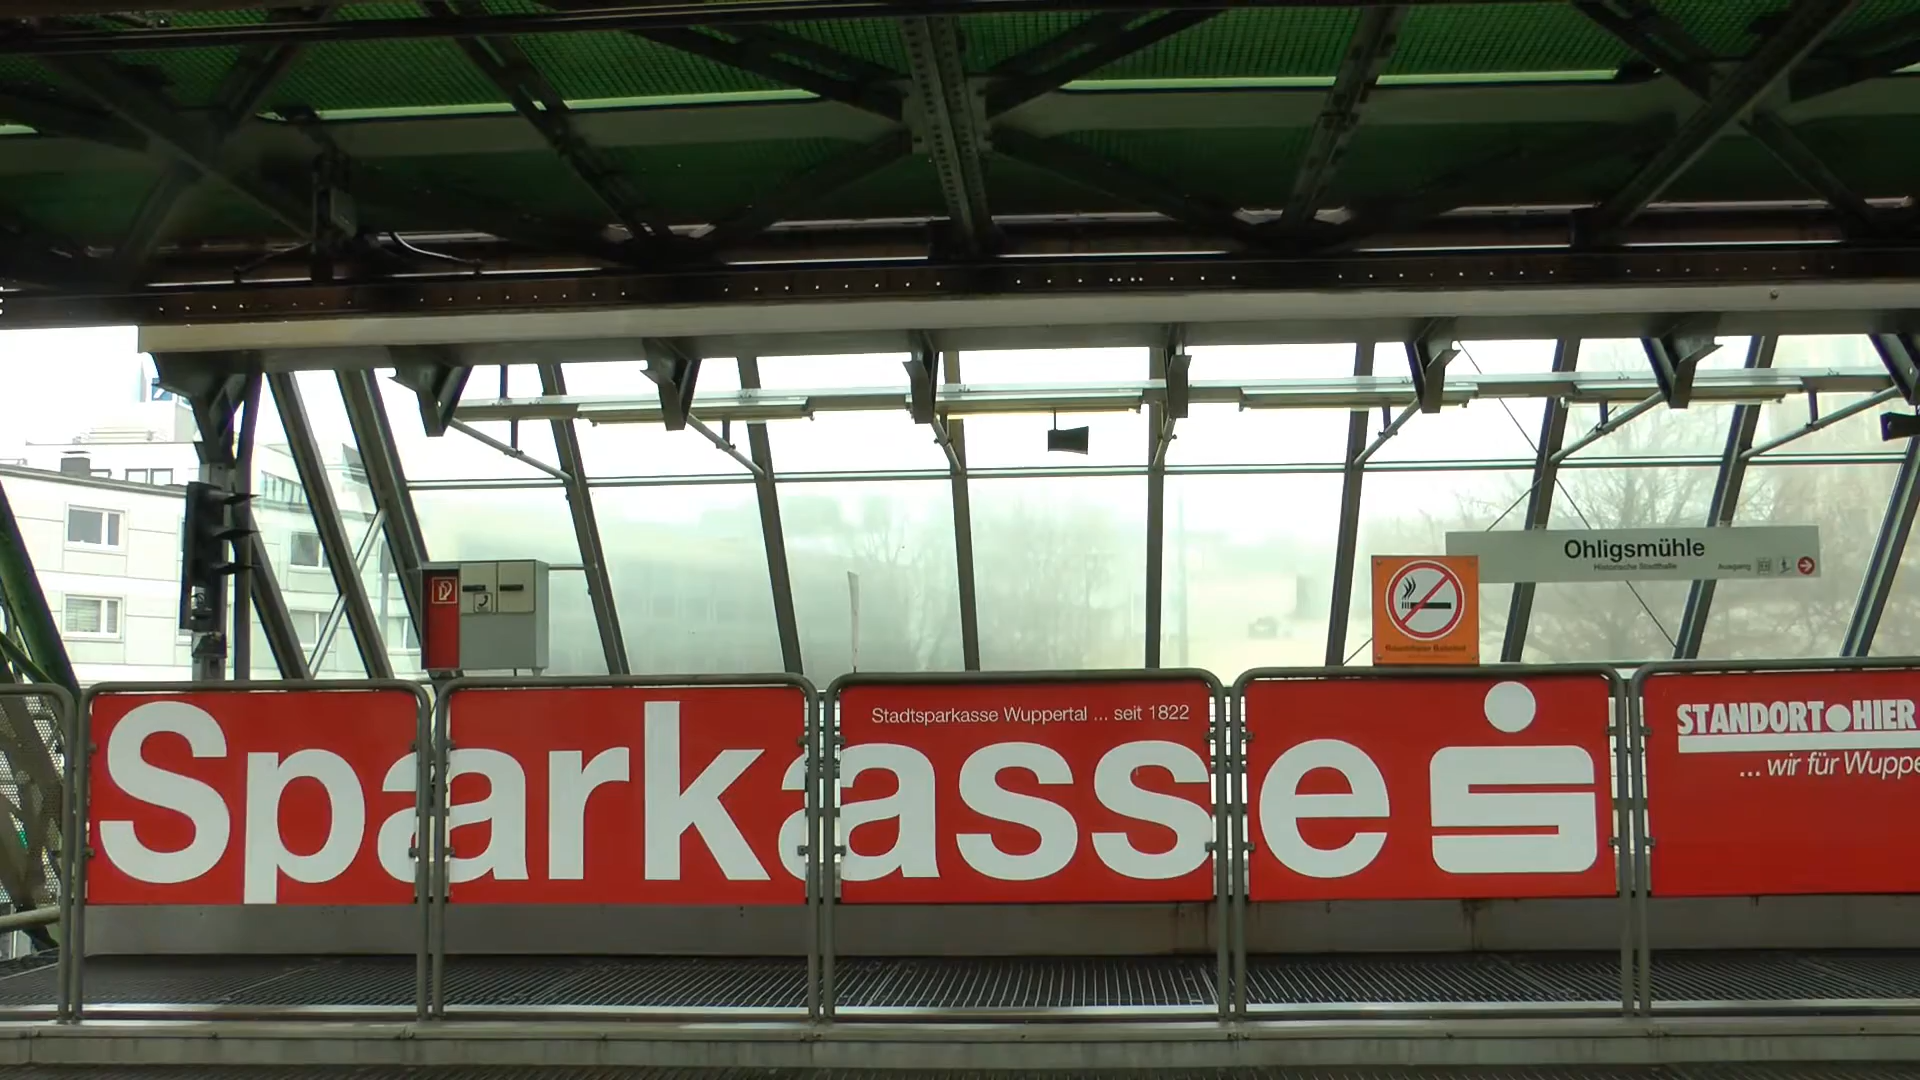 Ohligsmühle
Historische Stadthalle
Ausgang
Stadtsparkasse Wuppertal ... seit 1822
Sparkasse
STANDORT HIER
... wir für Wuppe